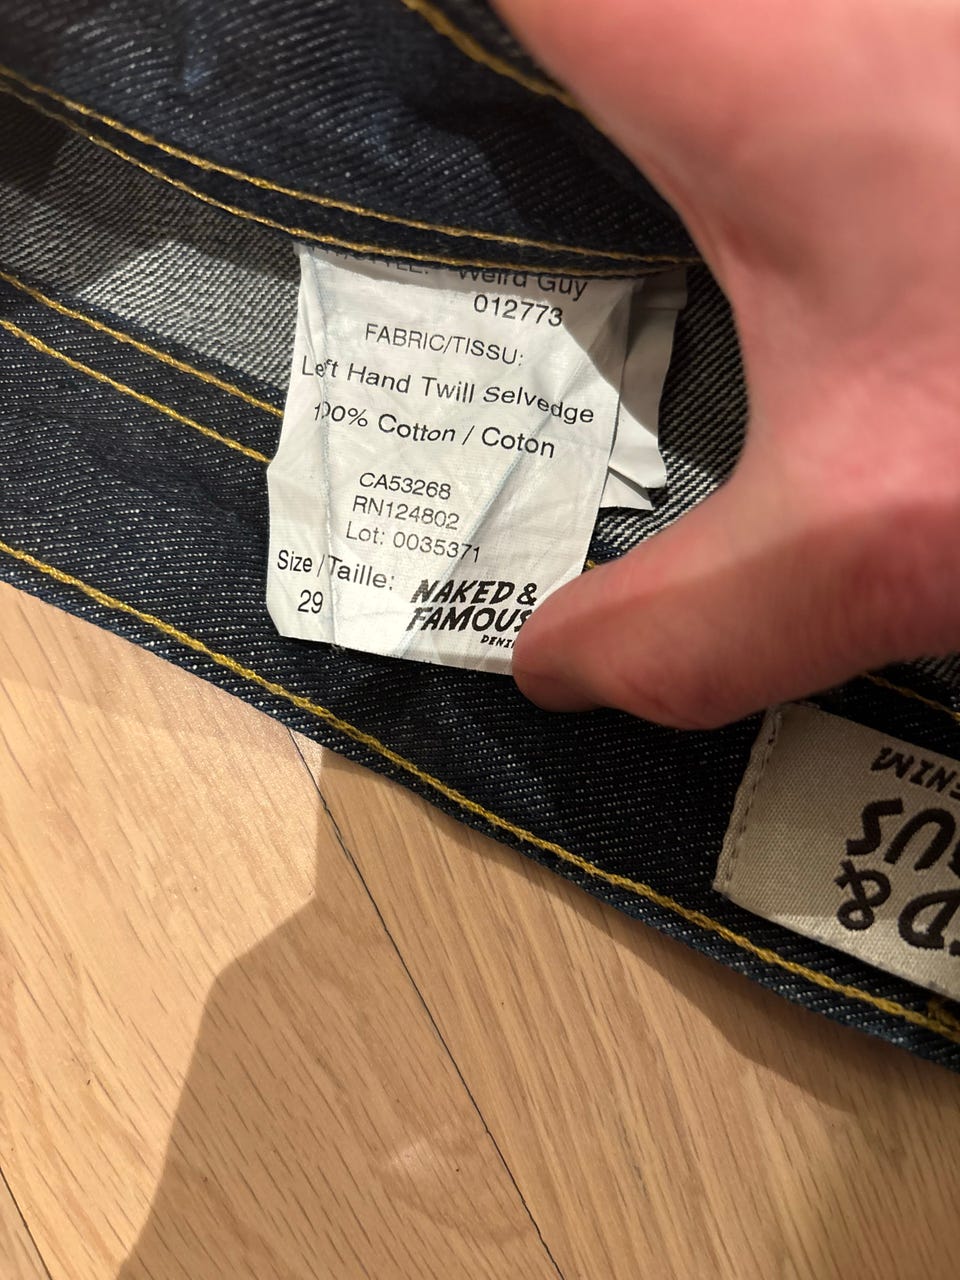 Weird Guy
012773
FABRIC/TISSU:
Left Hand Twill Selvedge
100% Cotton / Coton
CA53268
RN124802
Lot: 0035371
Size / Taille:
29
NAKED &
FAMOUS
DENIM